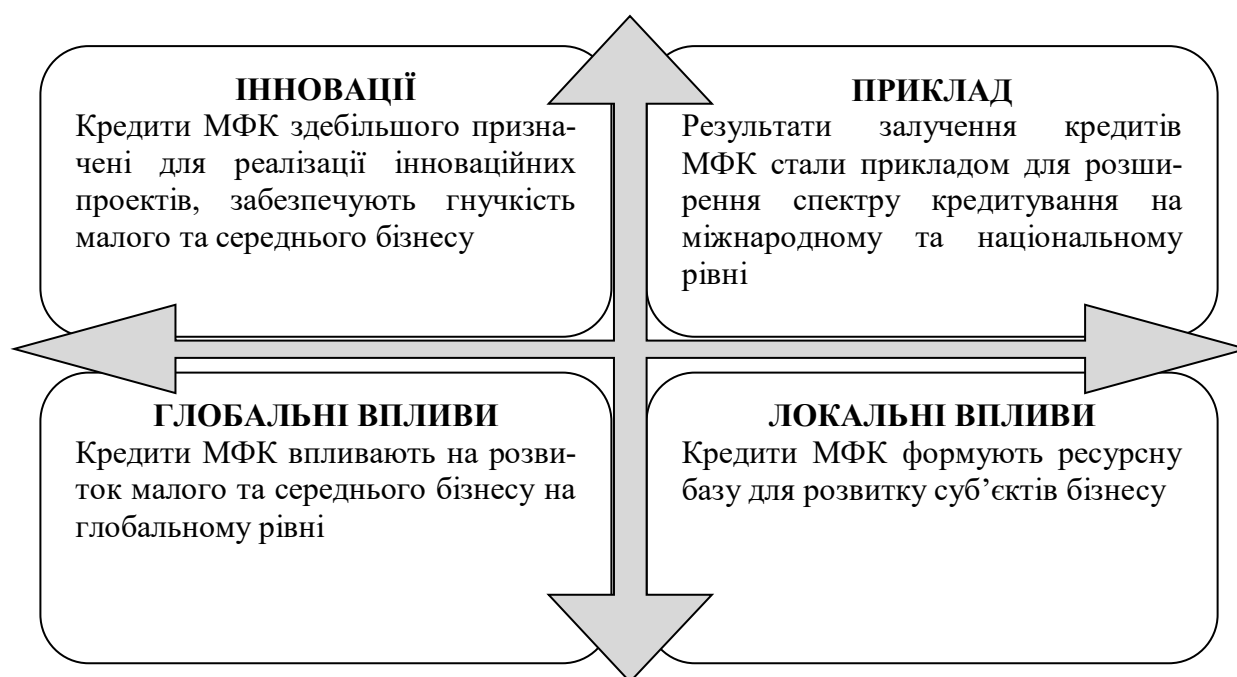 ІННОВАЦІЇ
Кредити МФК здебільшого призна-
чені для реалізації інноваційних
проектів, забезпечують гнучкість
малого та середнього бізнесу
ПРИКЛАД
Результати залучення кредитів
МФК стали прикладом для розши-
рення спектру кредитування на
міжнародному та національному
рівні
ГЛОБАЛЬНІ ВПЛИВИ
Кредити МФК впливають на розви-
ток малого та середнього бізнесу на
глобальному рівні
ЛОКАЛЬНІ ВПЛИВИ
Кредити МФК формують ресурсну
базу для розвитку суб’єктів бізнесу